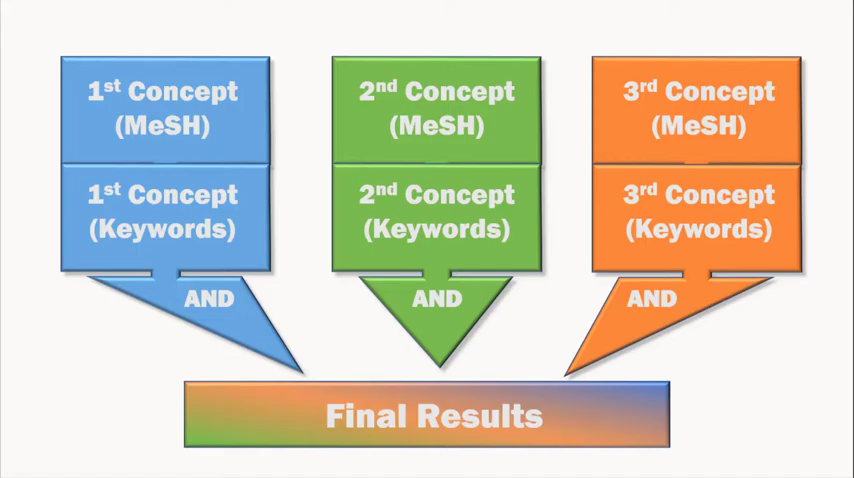 1st Concept
(MeSH)
1st Concept
(Keywords)
AND
2nd Concept
(MeSH)
2nd Concept
(Keywords)
AND
3rd Concept
(MeSH)
3rd Concept
(Keywords)
AND
Final Results